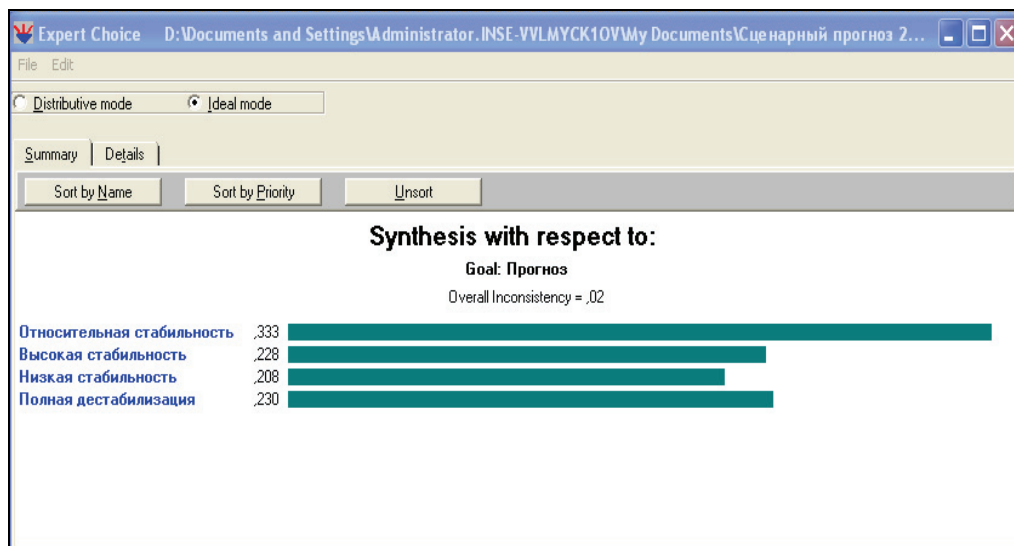 Expert Choice D:\Documents and Settings\Administrator.INSE-VVLMYCK1OV\My Documents\Сценарный прогноз 2...
File Edit
Distributive mode Ideal mode
Summary Details
Sort by Name Sort by Priority Unsort
Synthesis with respect to:
Goal: Прогноз
Overall Inconsistency = ,02
Относительная стабильность ,333
Высокая стабильность ,228
Низкая стабильность ,208
Полная дестабилизация ,230